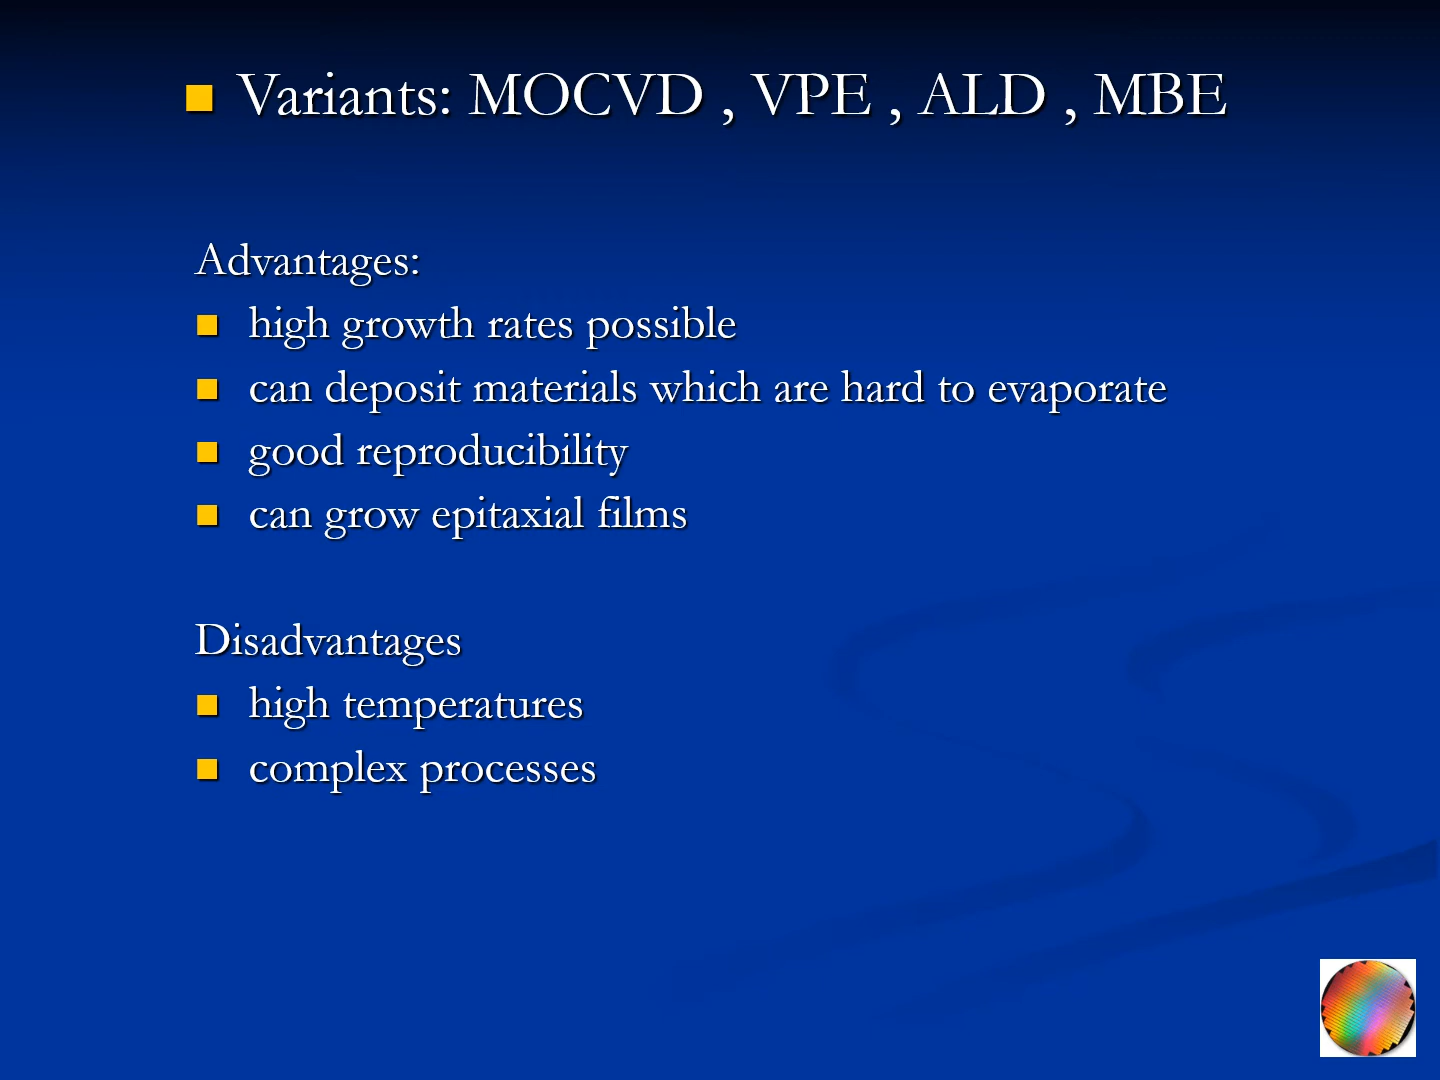 Variants: MOCVD , VPE , ALD , MBE
Advantages:
high growth rates possible
can deposit materials which are hard to evaporate
good reproducibility
can grow epitaxial films
Disadvantages
high temperatures
complex processes